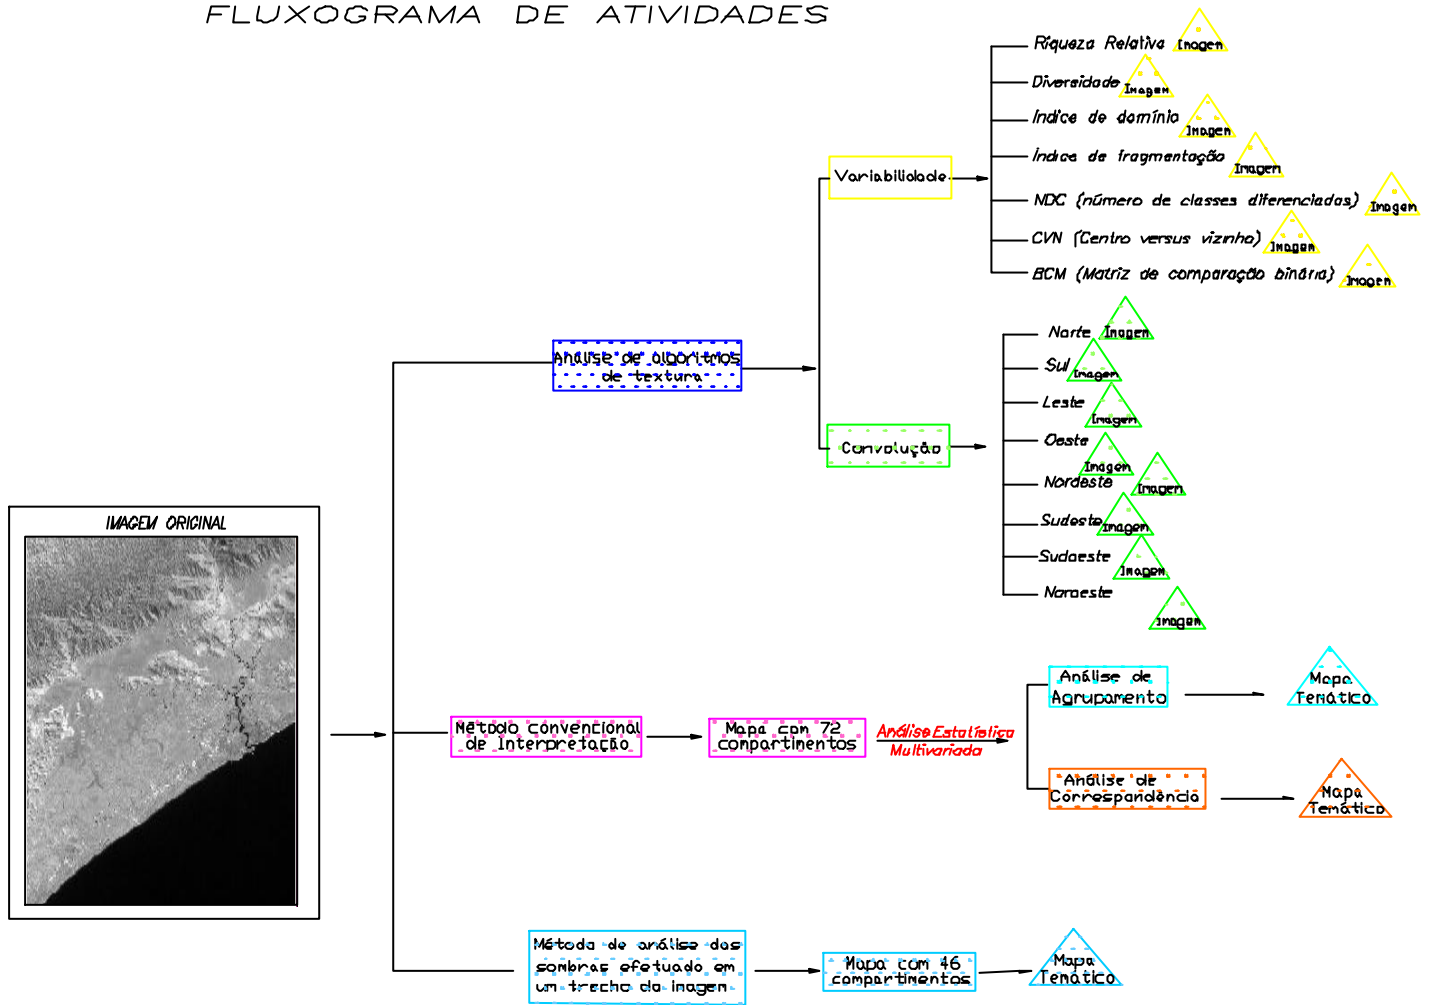 FLUXOGRAMA DE ATIVIDADES
Riqueza Relativa
Imagem
Diversidade
Imagem
Índice de domínio
Imagem
Índice de fragmentação
Imagem
Variabilidade
NDC (número de classes diferenciadas)
Imagem
CVN (Centro versus vizinho)
Imagem
BCM (Matriz de comparação binária)
Imagem
Análise de algoritmos
de textura
Convolução
Norte
Imagem
Sul
Imagem
Leste
Imagem
Oeste
Imagem
Nordeste
Imagem
Sudeste
Imagem
Sudoeste
Imagem
Noroeste
Imagem
IMAGEM ORIGINAL
Método convencional
de Interpretação
Mapa com 72
compartimentos
Análise Estatística
Multivariada
Análise de
Agrupamento
Mapa
Temático
Análise de
Correspondência
Mapa
Temático
Método de análise das
sombras efetuado em
um trecho da imagem
Mapa com 46
compartimentos
Mapa
Temático